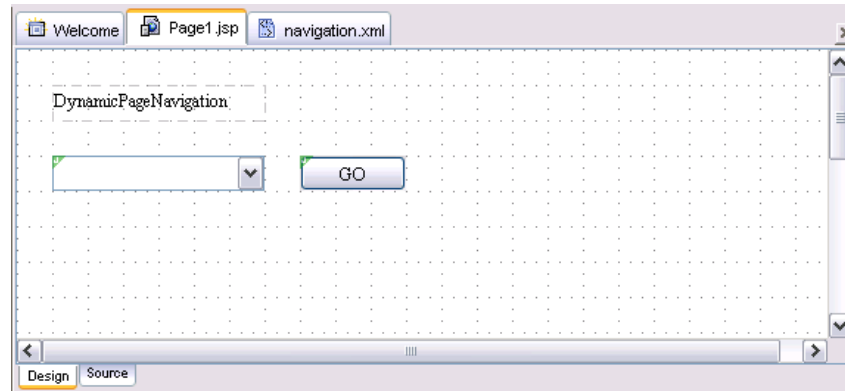 Welcome Page1.jsp navigation.xml
DynamicPageNavigation
GO
Design Source